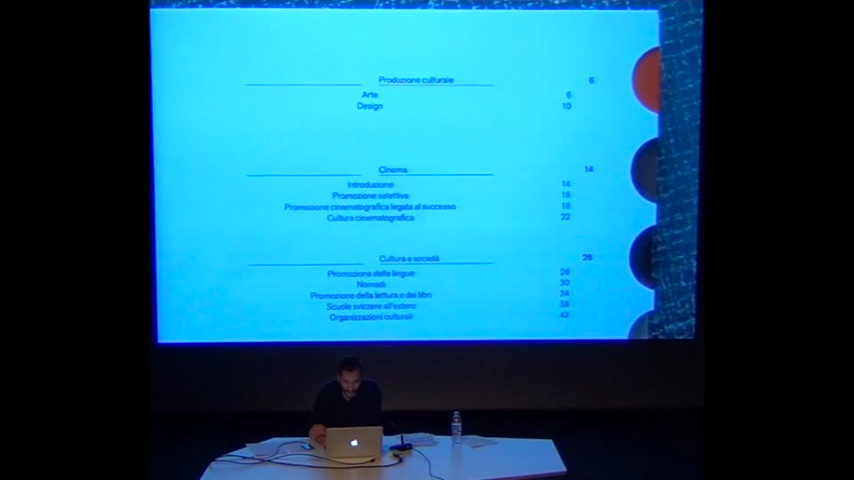 Produzione culturale 6
Arte 6
Design 10
Cinema 14
Introduzione 14
Promozione selettiva 16
Promozione cinematografica legata al successo 18
Cultura cinematografica 22
Cultura e società 26
Promozione delle lingue 26
Nomadi 30
Promozione della lettura e dei libri 34
Scuole svizzere all'estero 38
Organizzazioni culturali 42